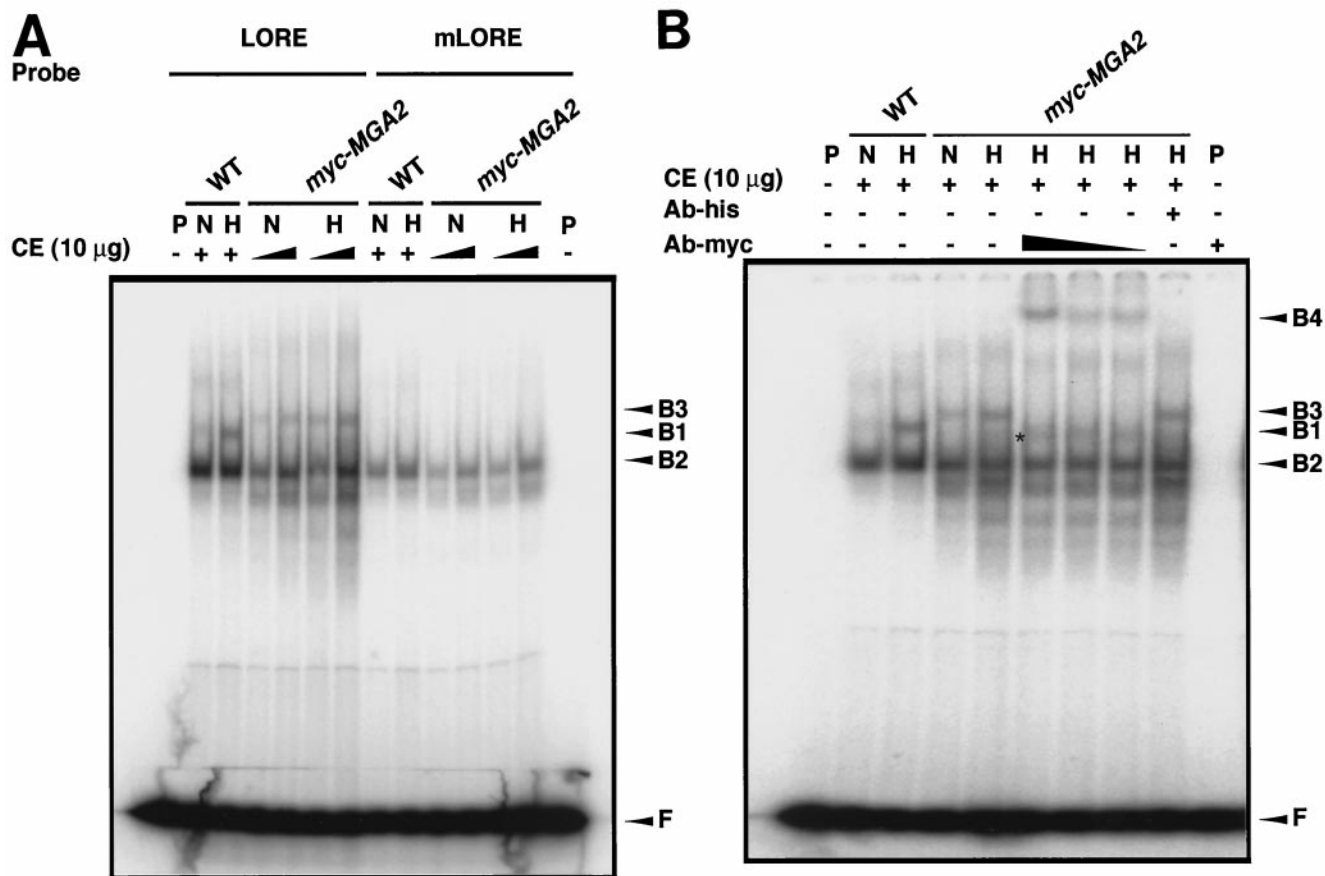 A B
LORE mLORE
Probe
WT myc-MGA2 WT myc-MGA2
P N H N H N H N H P
CE (10 µg) - + + + + -
WT myc-MGA2
P N H N H H H H H P
CE (10 µg) - + + + + + + + + -
Ab-his - - - - - - - - + -
Ab-myc - - - - - - +
B3
B1
B2
F
B4
B3
*
B1
B2
F